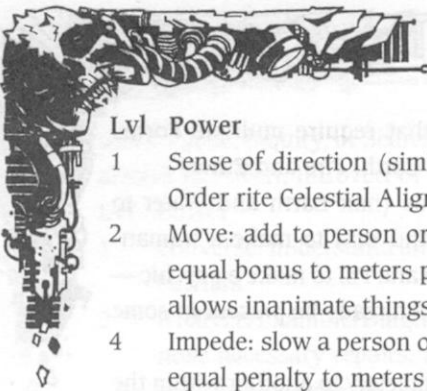 Lvl Power
1 Sense of direction (sim
Order rite Celestial Align
2 Move: add to person or
equal bonus to meters p
allows inanimate things
4 Impede: slow a person o
equal penalty to meters